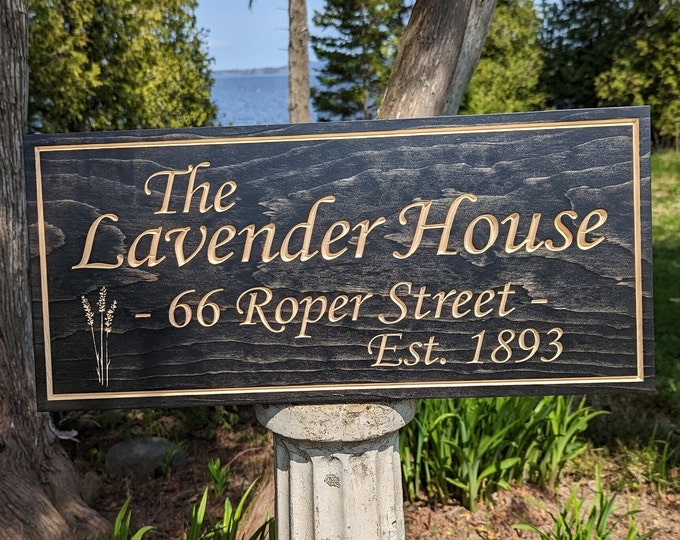 The
Lavender House
- 66 Roper Street -
Est. 1893